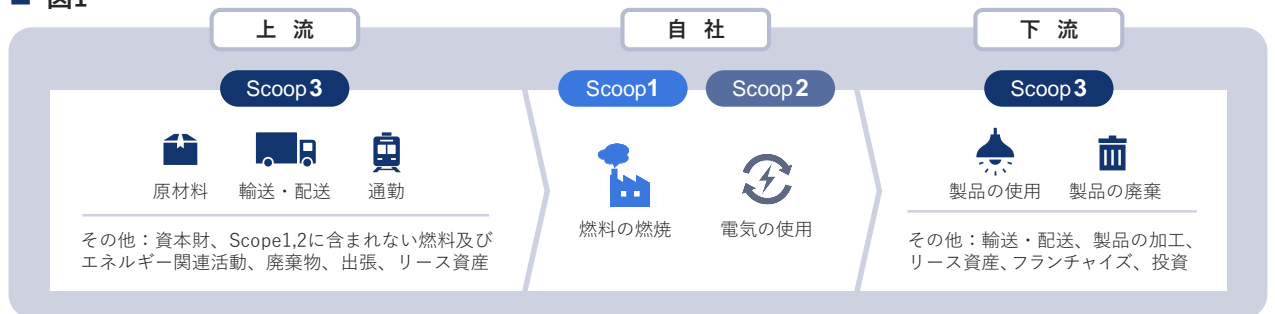 ■ 図1
上 流
自 社
下 流
Scoop3
Scoop1
Scoop2
Scoop3
原材料
輸送・配送
通勤
燃料の燃焼
電気の使用
製品の使用
製品の廃棄
その他：資本財、Scope1,2に含まれない燃料及び
エネルギー関連活動、廃棄物、出張、リース資産
その他：輸送・配送、製品の加工、
リース資産、フランチャイズ、投資